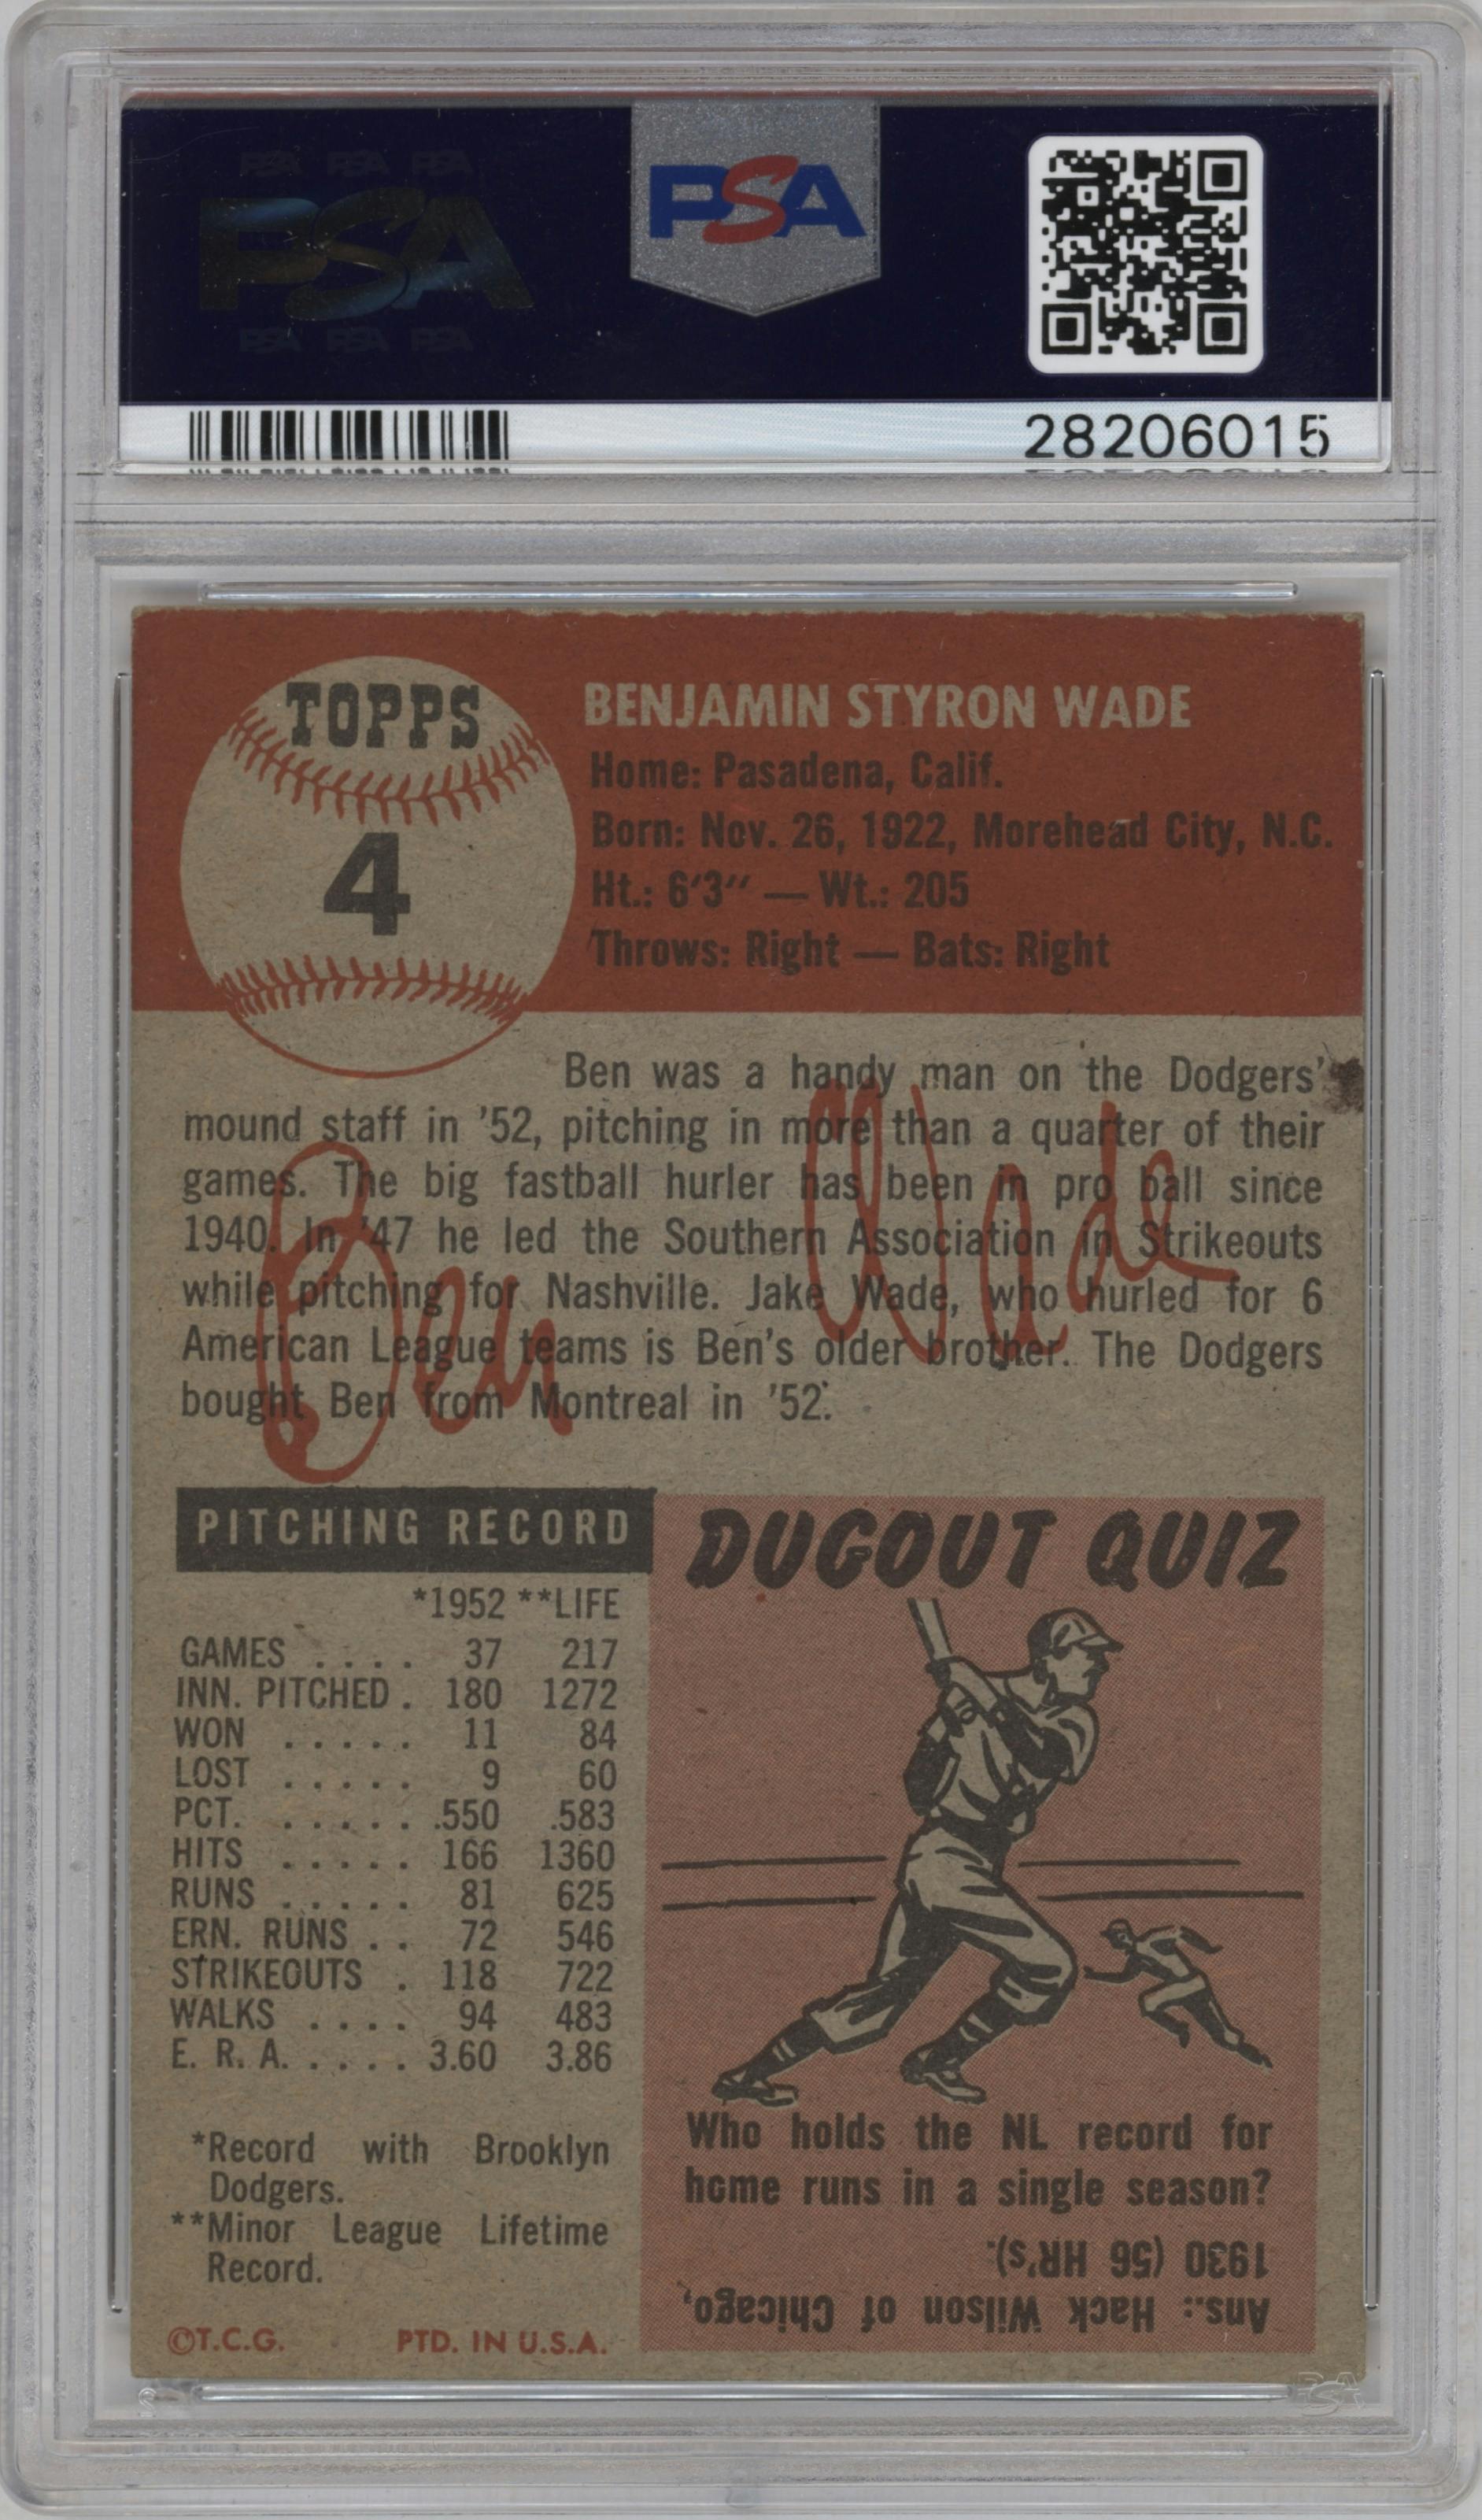 PSA PSA PSA
PSA
PSA PSA PSA
PSA
28206015
TOPPS
4
BENJAMIN STYRON WADE
Home: Pasadena, Calif.
Born: Nov. 26, 1922, Morehead City, N.C.
Ht.: 6'3" — Wt.: 205
Throws: Right — Bats: Right
Ben was a handy man on the Dodgers'
mound staff in '52, pitching in more than a quarter of their
games. The big fastball hurler has been in pro ball since
1940. In '47 he led the Southern Association in Strikeouts
while pitching for Nashville. Jake Wade, who hurled for 6
American League teams is Ben's older brother. The Dodgers
bought Ben from Montreal in '52.
Ben Wade
PITCHING RECORD
*1952 **LIFE
GAMES . . . . 37 217
INN. PITCHED . 180 1272
WON . . . . . 11 84
LOST . . . . . 9 60
PCT. . . . . . .550 .583
HITS . . . . . 166 1360
RUNS . . . . . 81 625
ERN. RUNS . . 72 546
STRIKEOUTS . 118 722
WALKS . . . . 94 483
E. R. A. . . . . . 3.60 3.86
*Record with Brooklyn
Dodgers.
**Minor League Lifetime
Record.
©T.C.G. PTD. IN U.S.A.
DUGOUT QUIZ
Who holds the NL record for
home runs in a single season?
Ans.: Hack Wilson of Chicago,
1930 (56 HR's).
PSA